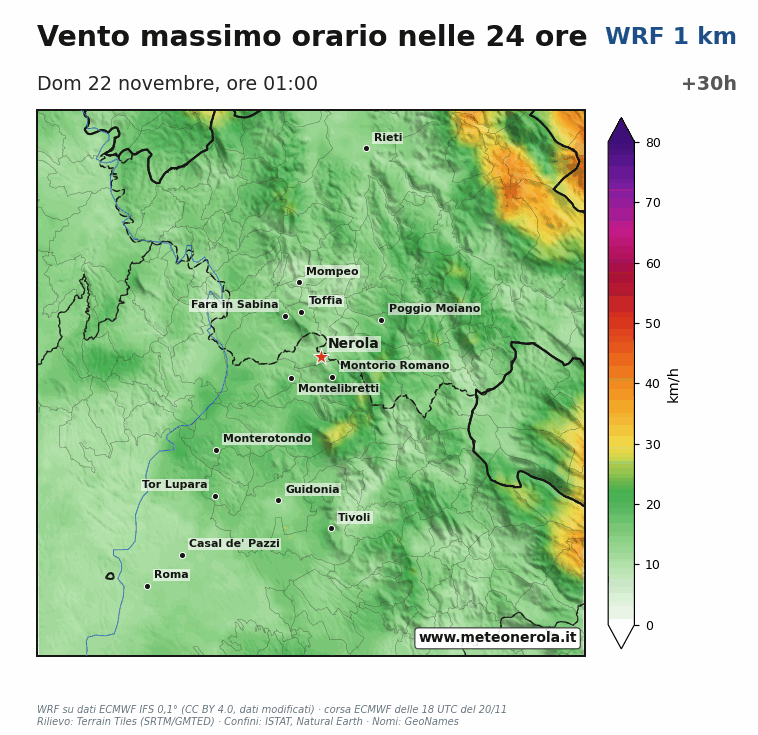 Vento massimo orario nelle 24 ore WRF 1 km
Dom 22 novembre, ore 01:00 +30h
Rieti
Mompeo
Toffia
Fara in Sabina
Poggio Moiano
Nerola
Montorio Romano
Montelibretti
Monterotondo
Tor Lupara
Guidonia
Tivoli
Casal de' Pazzi
Roma
www.meteonerola.it
80
70
60
50
40
30
20
10
0
km/h
WRF su dati ECMWF IFS 0,1° (CC BY 4.0, dati modificati) · corsa ECMWF delle 18 UTC del 20/11
Rilievo: Terrain Tiles (SRTM/GMTED) · Confini: ISTAT, Natural Earth · Nomi: GeoNames